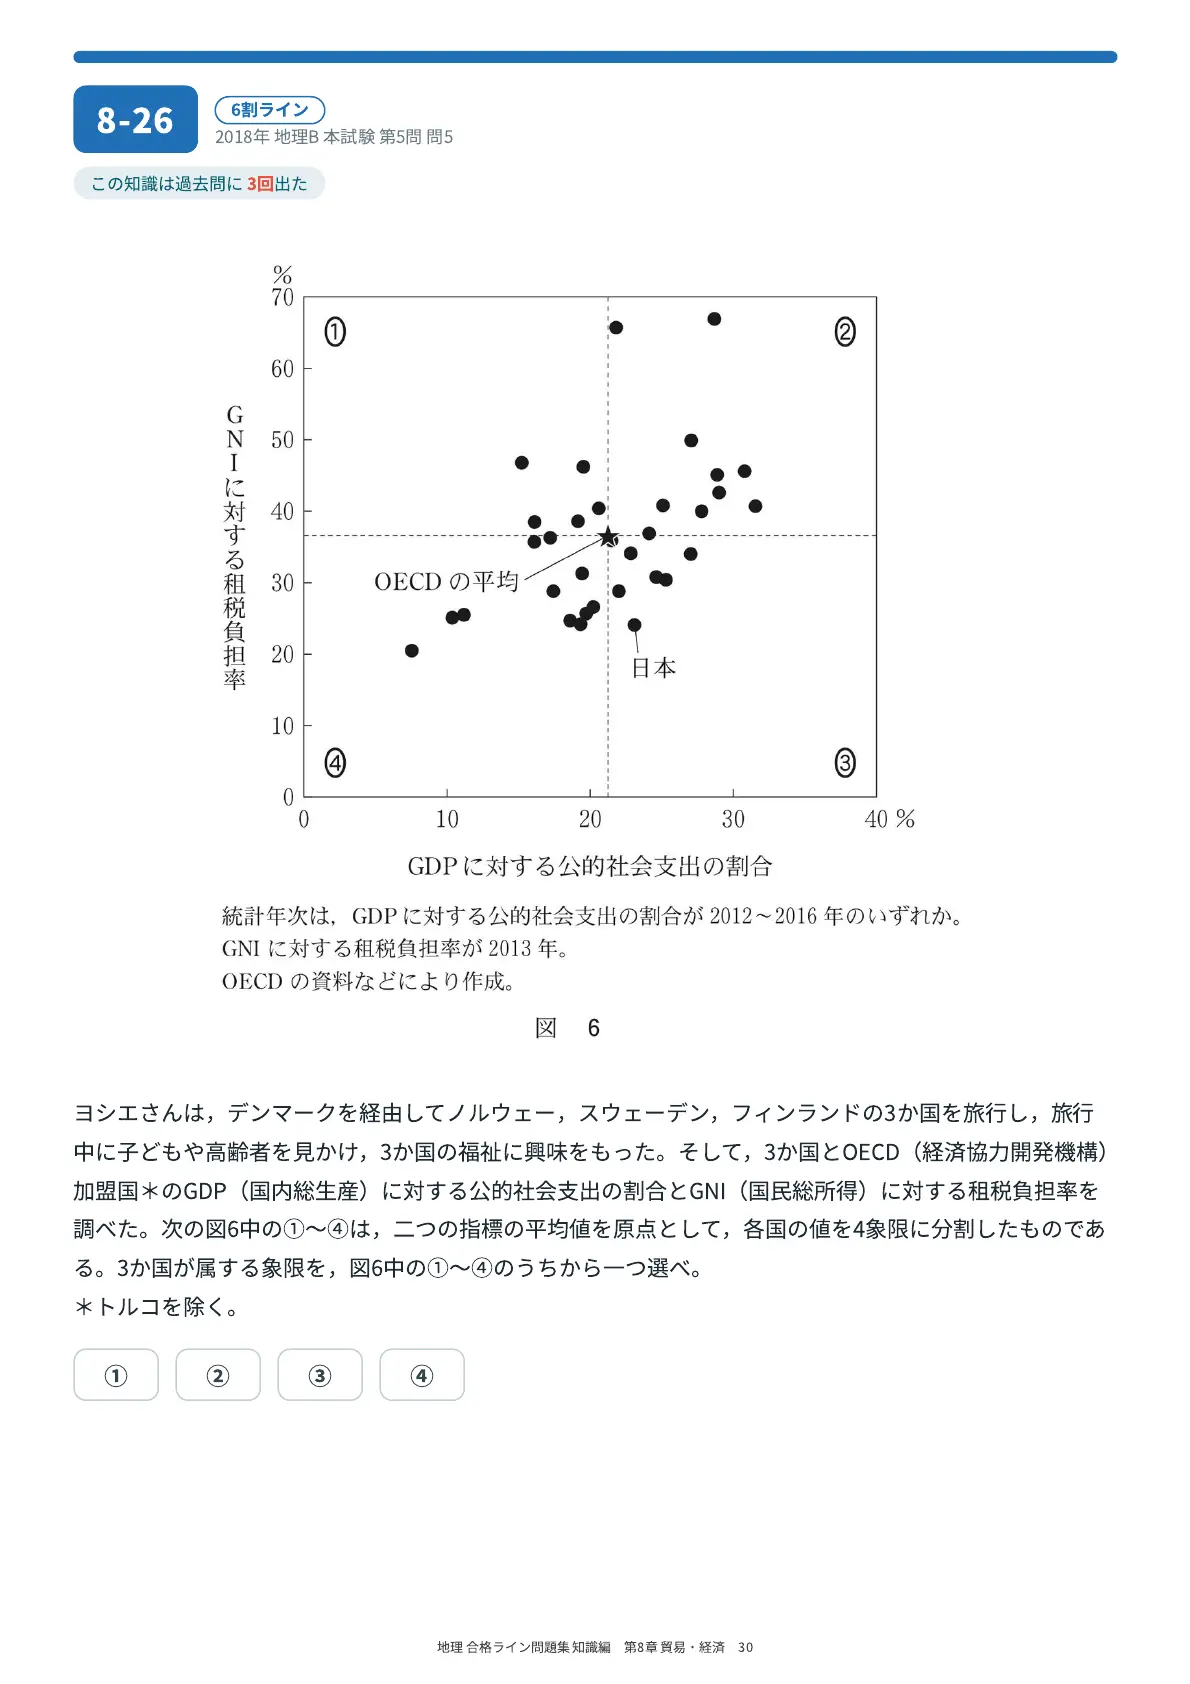 8-26
6割ライン
2018年 地理B 本試験 第5問 問5
この知識は過去問に 3回出た
%
70
60
50
40
30
20
10
0
GNIに対する租税負担率
①
②
OECD の平均
日本
④
③
0 10 20 30 40 %
GDPに対する公的社会支出の割合
統計年次は，GDPに対する公的社会支出の割合が 2012～2016 年のいずれか。
GNI に対する租税負担率が 2013 年。
OECD の資料などにより作成。
図 6
ヨシエさんは，デンマークを経由してノルウェー，スウェーデン，フィンランドの3か国を旅行し，旅行
中に子どもや高齢者を見かけ，3か国の福祉に興味をもった。そして，3か国とOECD（経済協力開発機構）
加盟国＊のGDP（国内総生産）に対する公的社会支出の割合とGNI（国民総所得）に対する租税負担率を
調べた。次の図6中の①～④は，二つの指標の平均値を原点として，各国の値を4象限に分割したものであ
る。3か国が属する象限を，図6中の①～④のうちから一つ選べ。
＊トルコを除く。
① ② ③ ④
地理 合格ライン問題集 知識編 第8章 貿易・経済 30